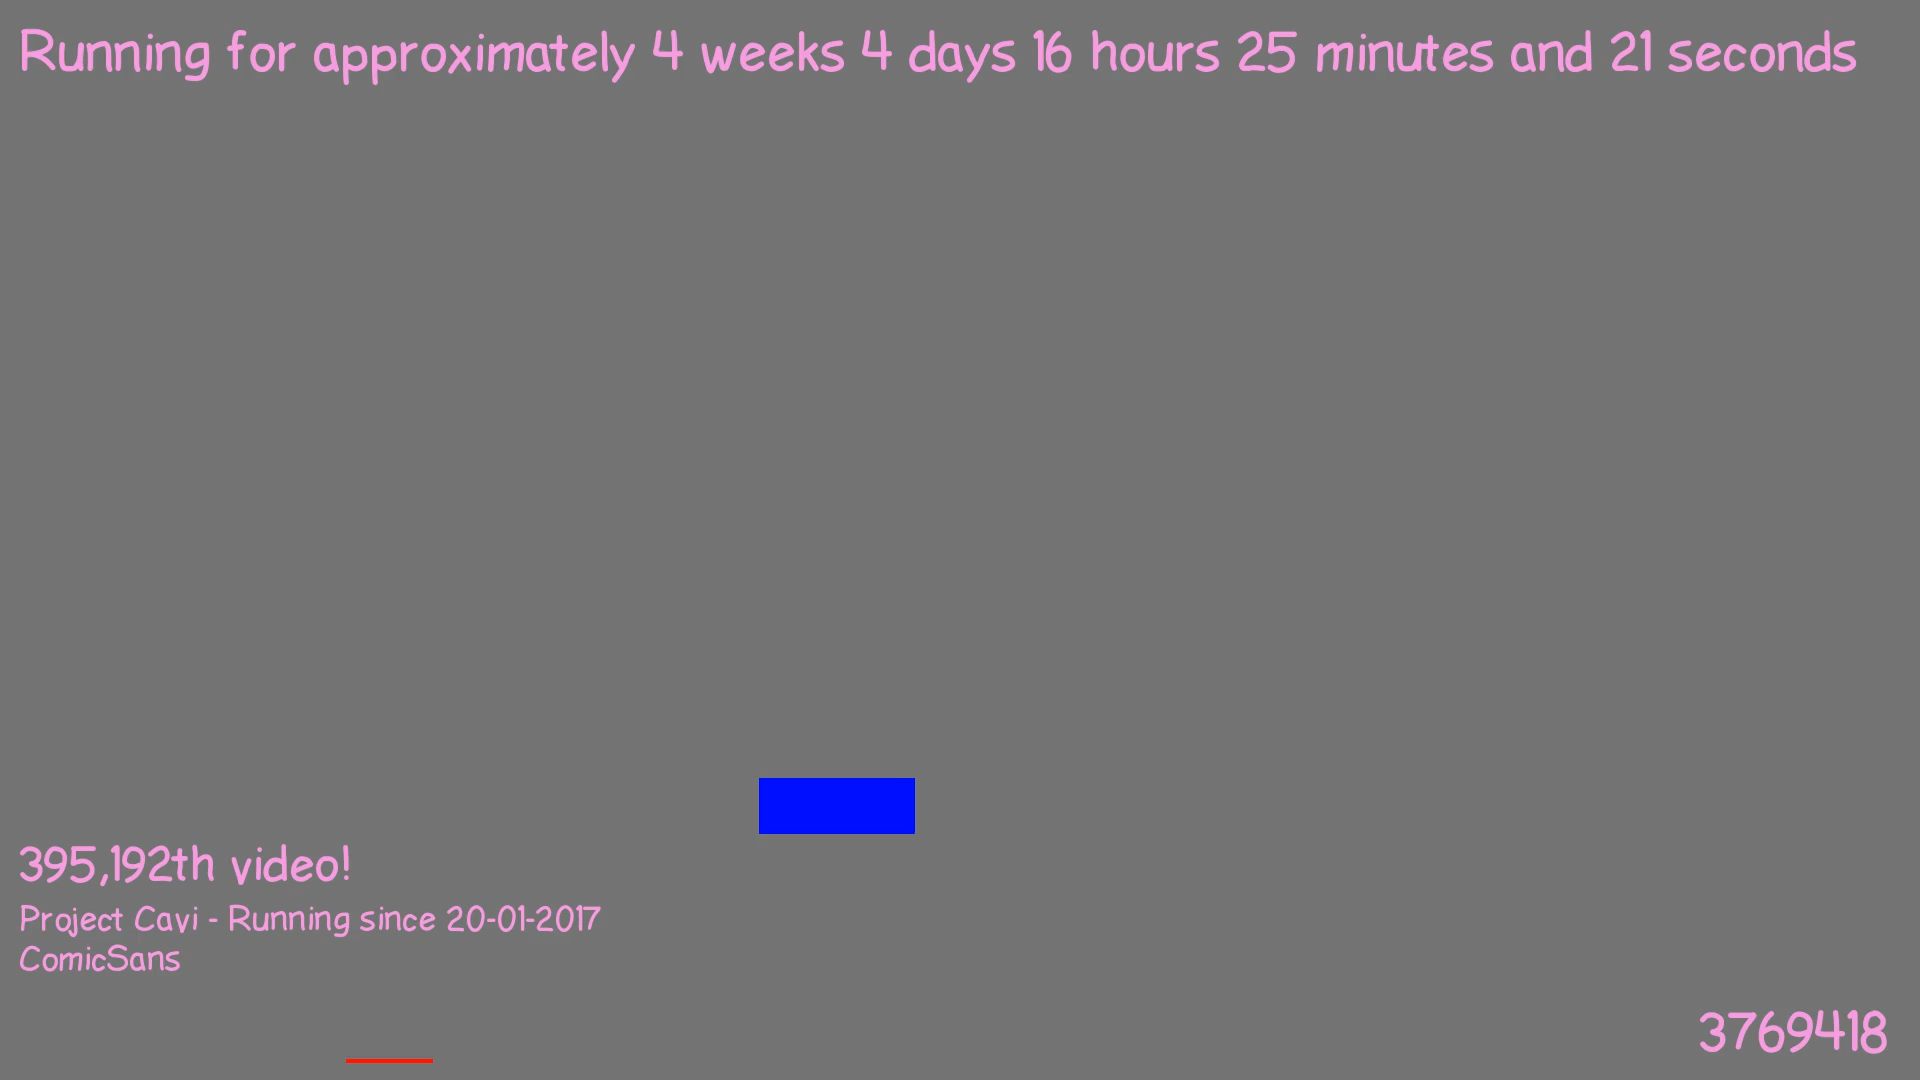 Running for approximately 4 weeks 4 days 16 hours 25 minutes and 21 seconds
395,192th video!
Project Cavi - Running since 20-01-2017
ComicSans
3769418